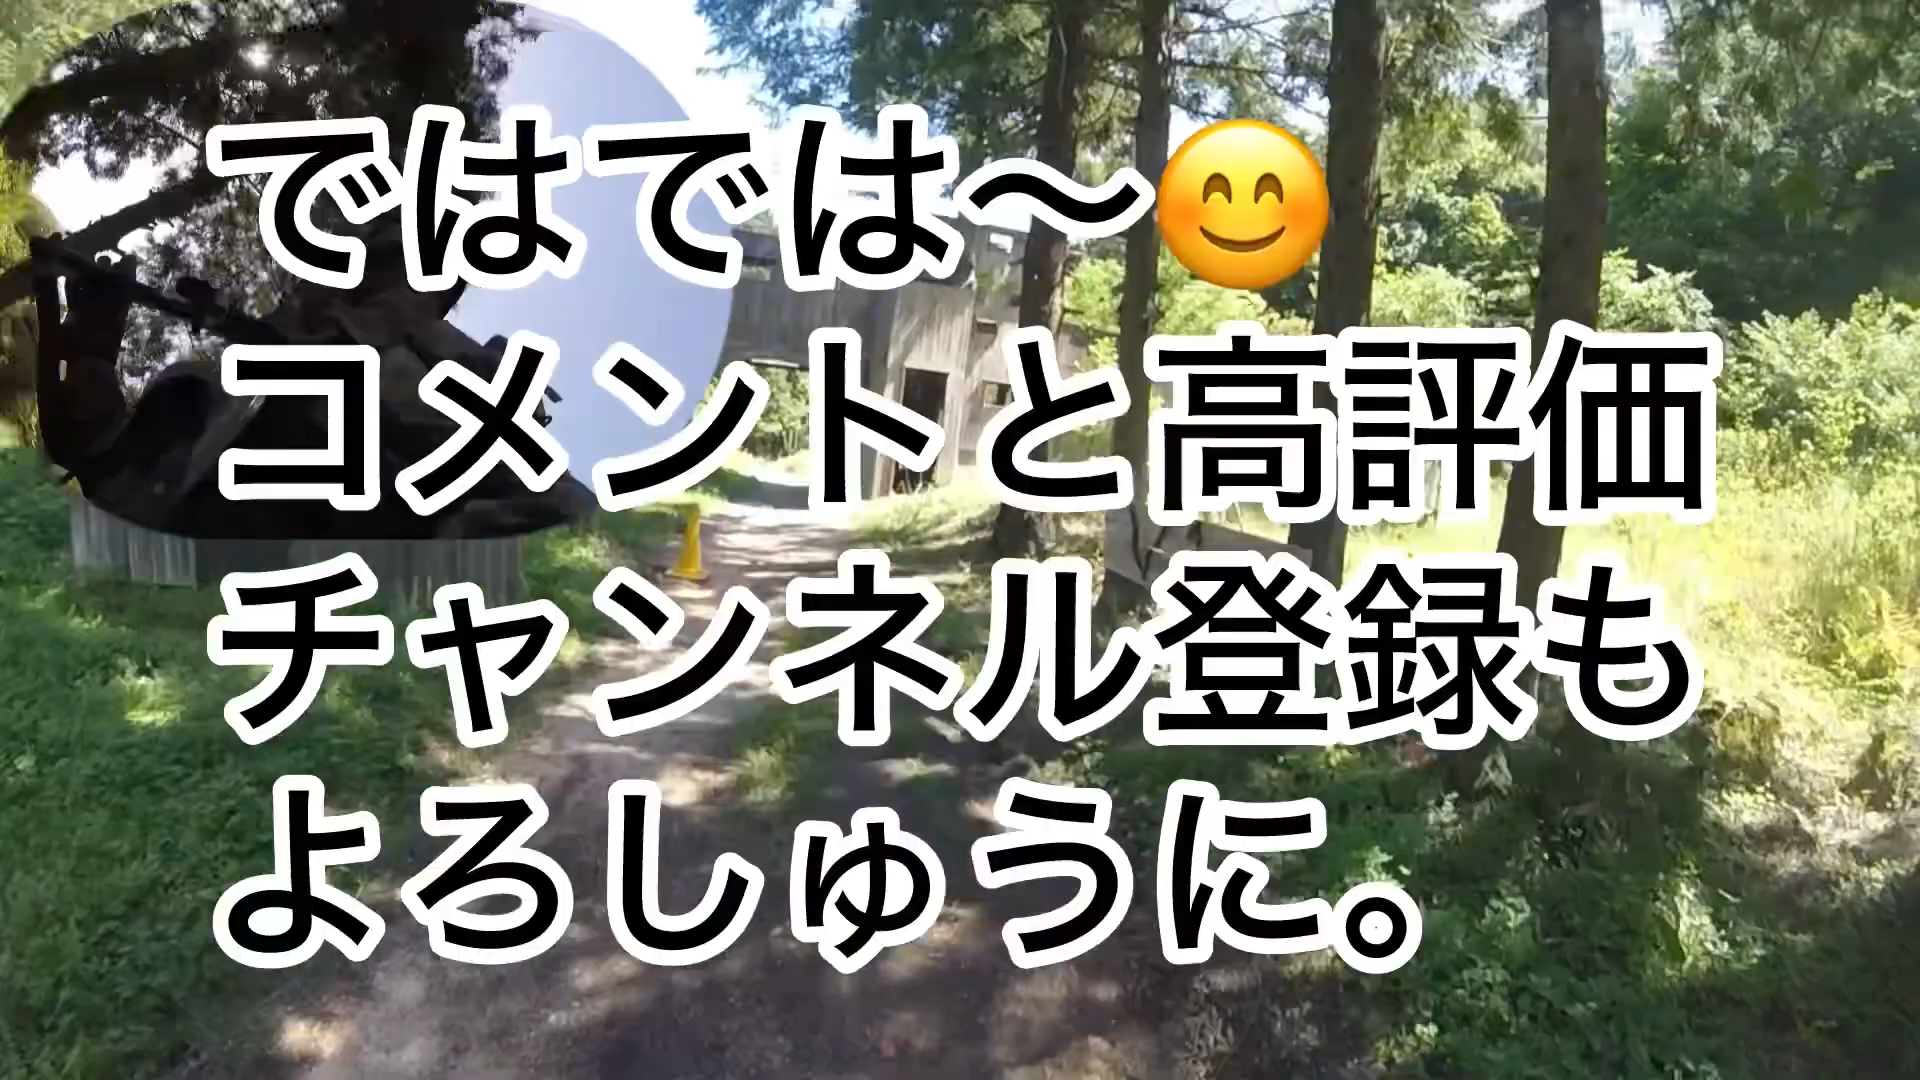 ではでは〜😊
コメントと高評価
チャンネル登録も
よろしゅうに。